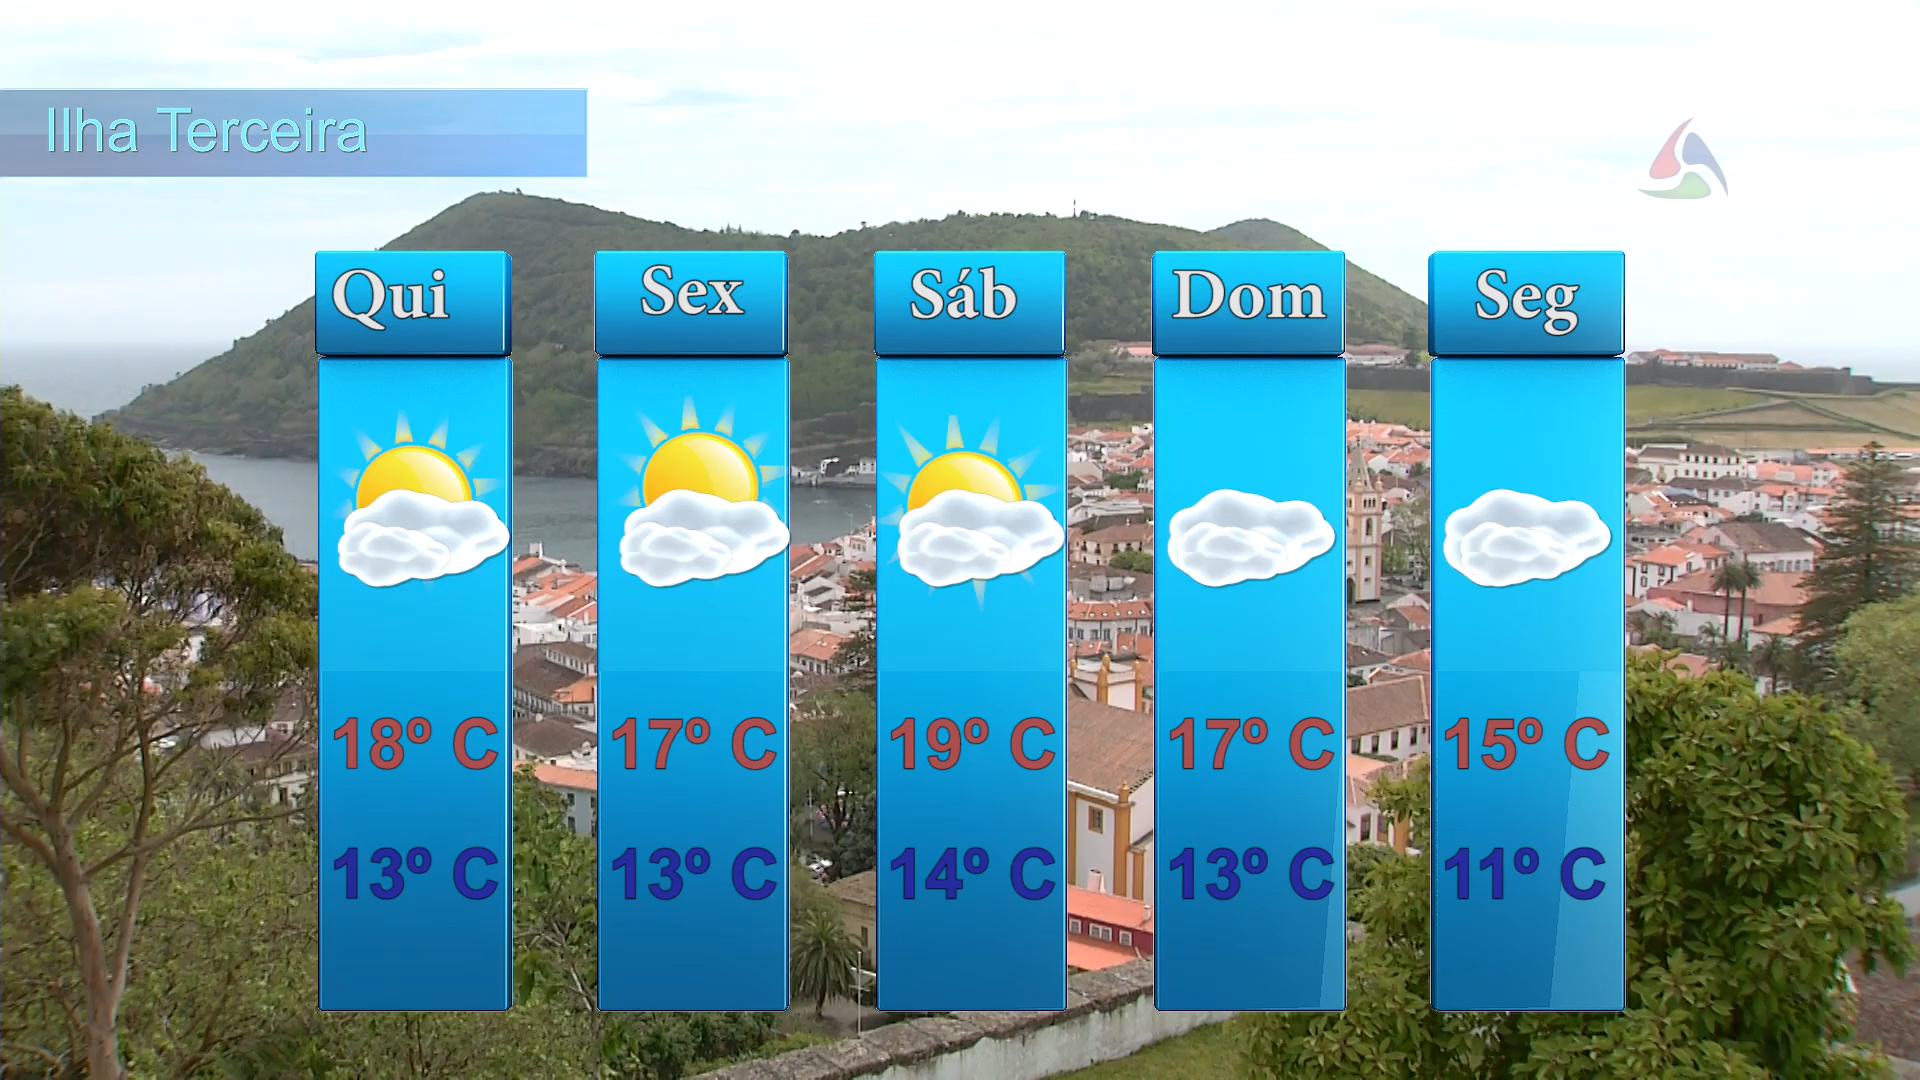 Ilha Terceira
Qui Sex Sáb Dom Seg
18º C 17º C 19º C 17º C 15º C
13º C 13º C 14º C 13º C 11º C